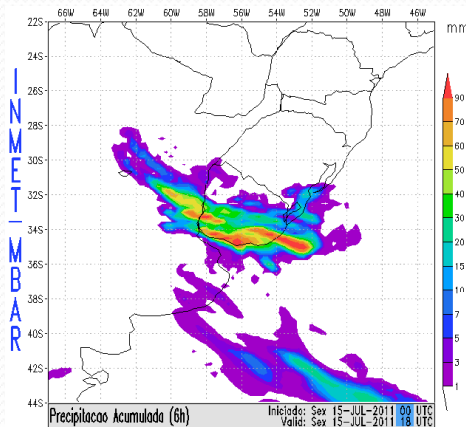 66W 64W 62W 60W 58W 56W 54W 52W 50W 48W 46W
mm
22S
24S
26S
28S
30S
32S
34S
36S
38S
40S
42S
44S
90
70
60
50
40
30
20
15
10
7
5
3
1
INMET_MBAR
Precipitacao Acumulada (6h)
Iniciado: Sex 15-JUL-2011 00 UTC
Valid: Sex 15-JUL-2011 18 UTC